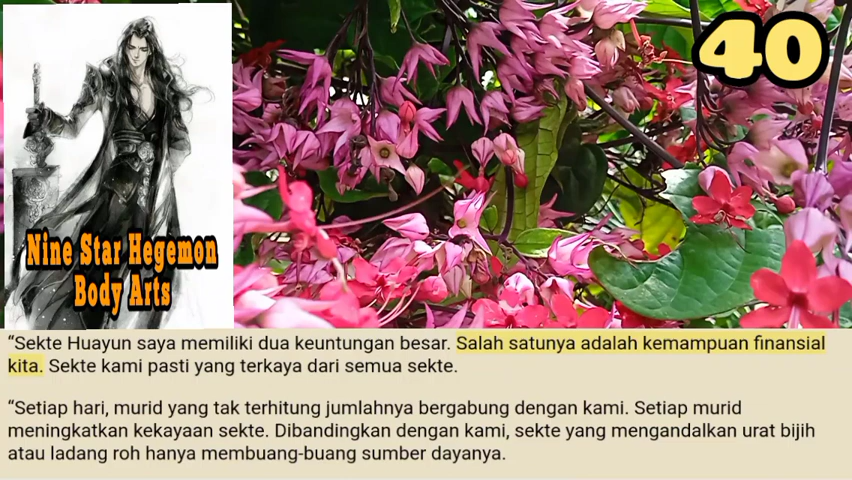 40
Nine Star Hegemon
Body Arts
“Sekte Huayun saya memiliki dua keuntungan besar. Salah satunya adalah kemampuan finansial
kita. Sekte kami pasti yang terkaya dari semua sekte.
“Setiap hari, murid yang tak terhitung jumlahnya bergabung dengan kami. Setiap murid
meningkatkan kekayaan sekte. Dibandingkan dengan kami, sekte yang mengandalkan urat bijih
atau ladang roh hanya membuang-buang sumber dayanya.